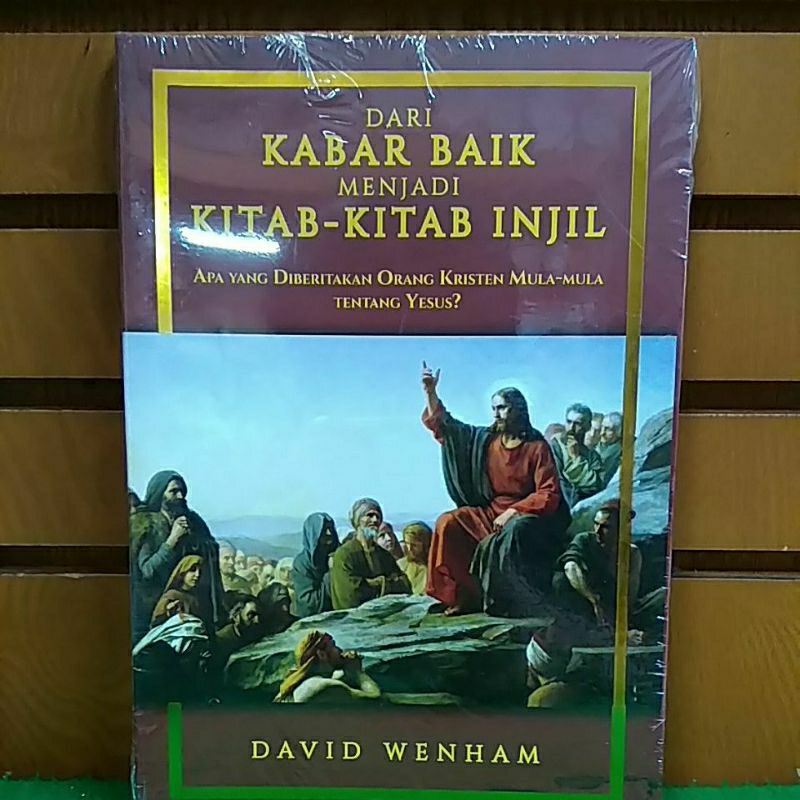 DARI
KABAR BAIK
MENJADI
KITAB-KITAB INJIL
APA YANG DIBERITAKAN ORANG KRISTEN MULA-MULA
TENTANG YESUS?
DAVID WENHAM